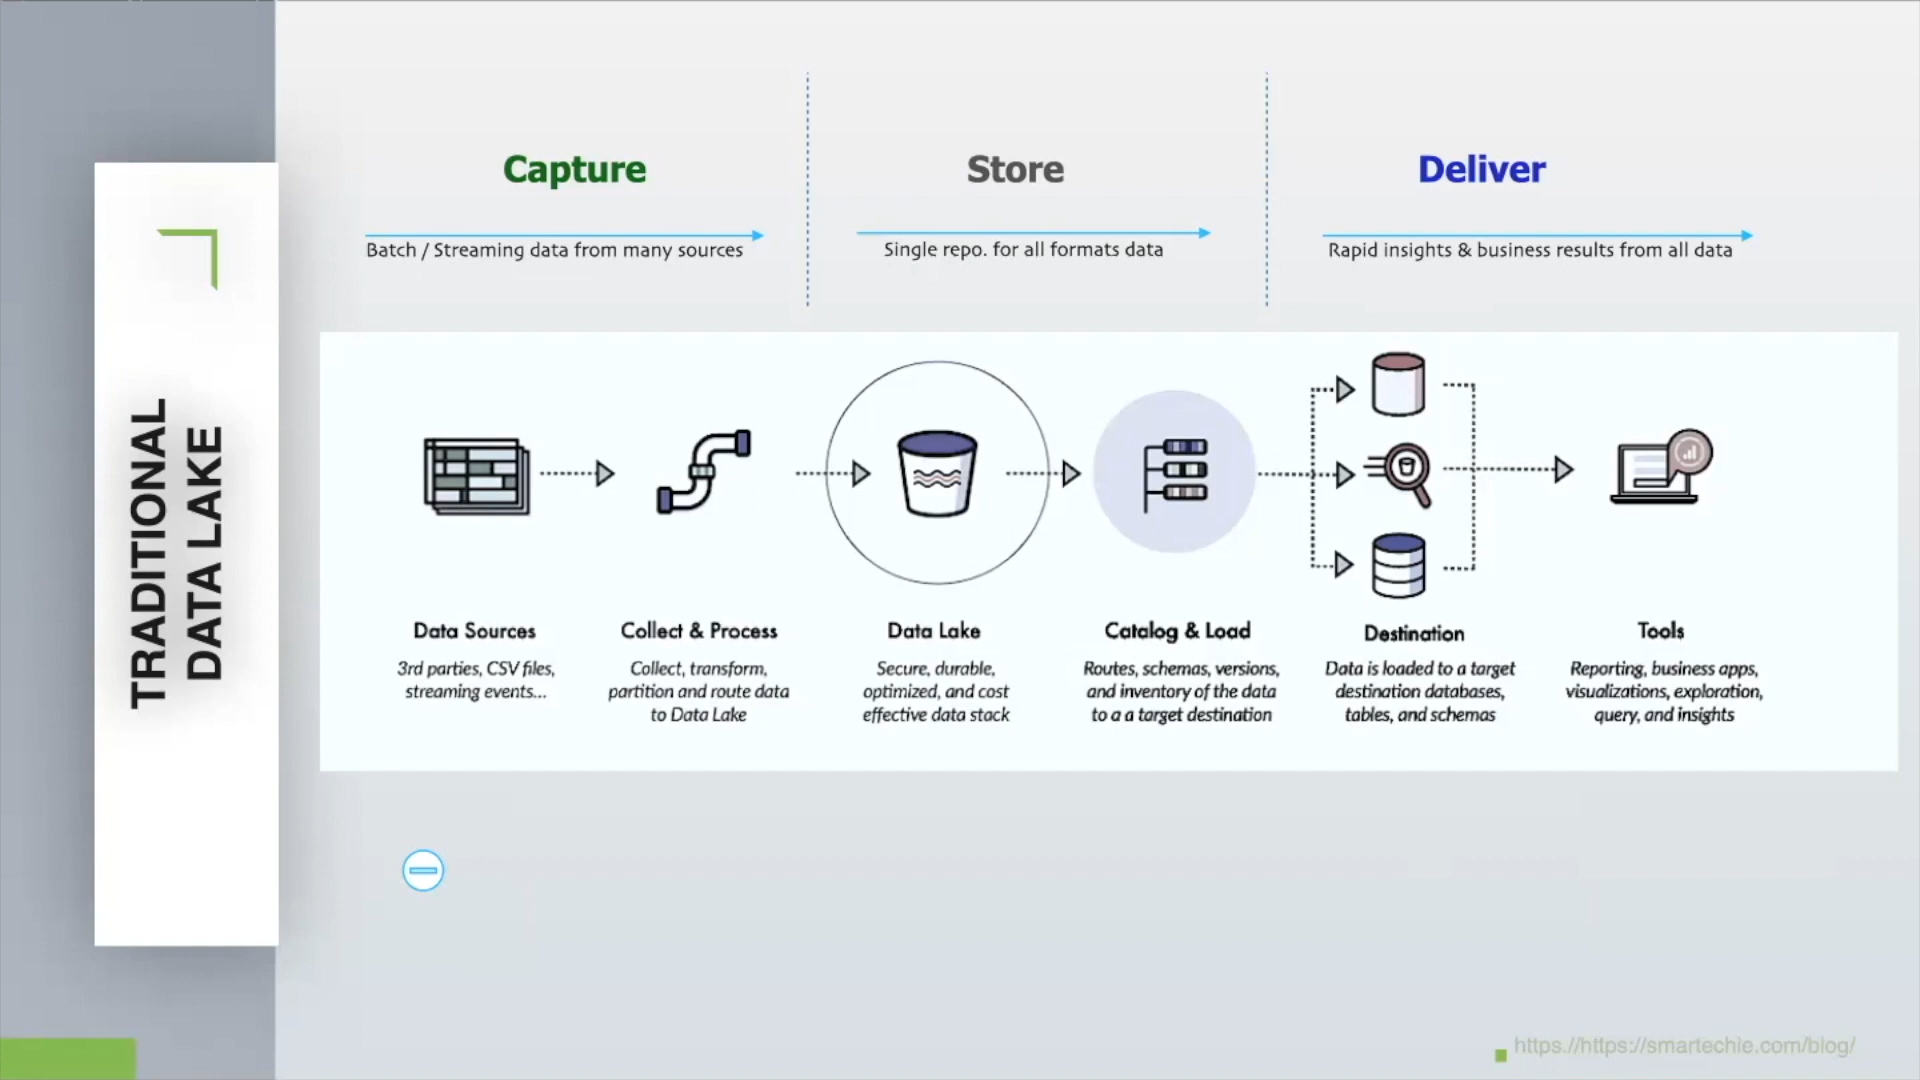 TRADITIONAL
DATA LAKE
Capture
Store
Deliver
Batch / Streaming data from many sources
Single repo. for all formats data
Rapid insights & business results from all data
Data Sources
3rd parties, CSV files,
streaming events...
Collect & Process
Collect, transform,
partition and route data
to Data Lake
Data Lake
Secure, durable,
optimized, and cost
effective data stack
Catalog & Load
Routes, schemas, versions,
and inventory of the data
to a a target destination
Destination
Data is loaded to a target
destination databases,
tables, and schemas
Tools
Reporting, business apps,
visualizations, exploration,
query, and insights
https.//https://smartechie.com/blog/